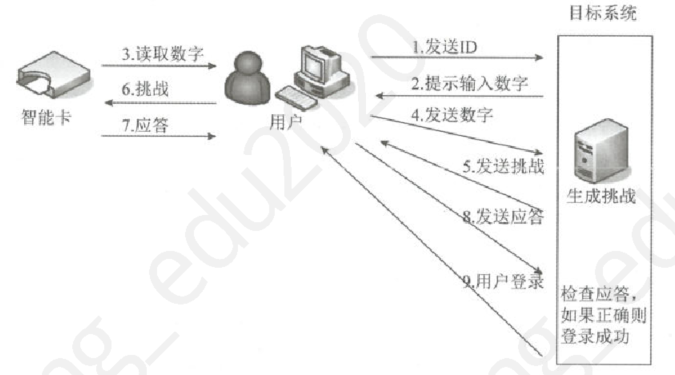 目标系统
3.读取数字
1.发送ID
6.挑战
2.提示输入数字
智能卡
7.应答
用户
4.发送数字
5.发送挑战
生成挑战
8.发送应答
9.用户登录
检查应答，
如果正确则
登录成功